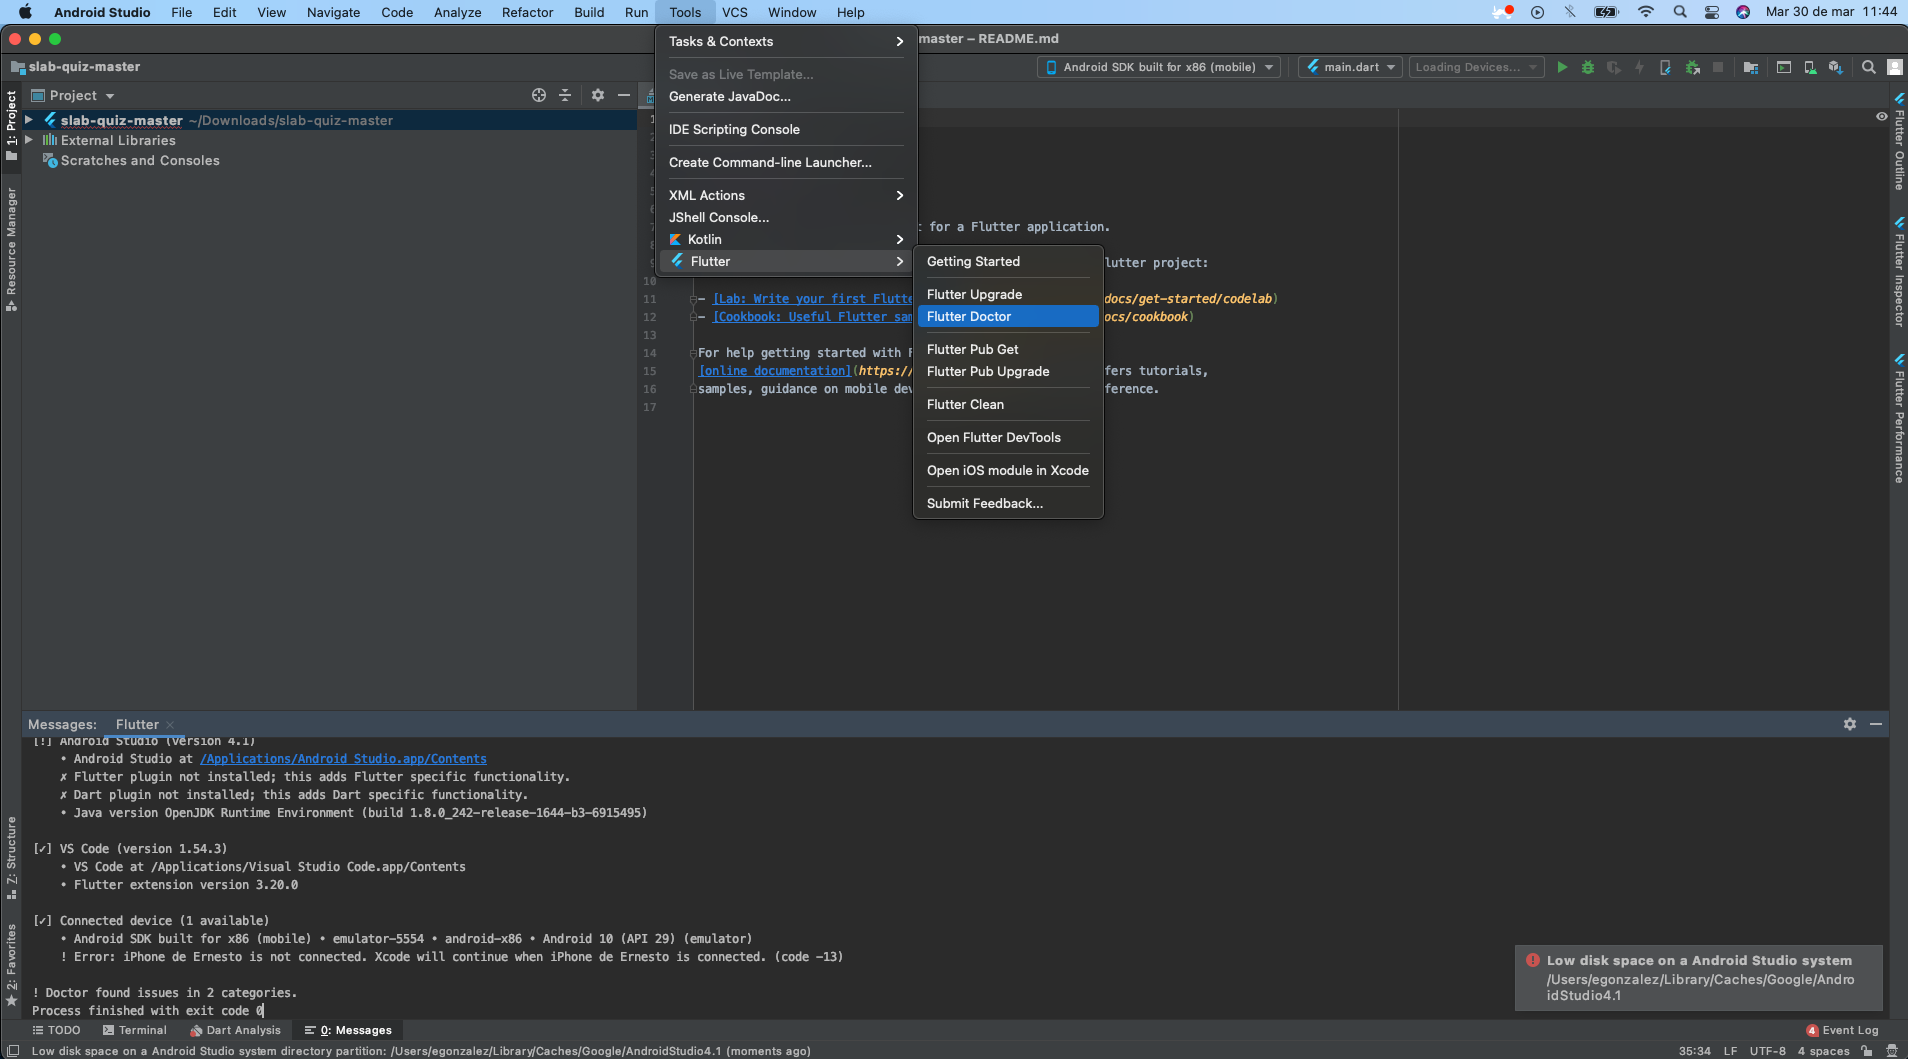 Android Studio File Edit View Navigate Code Analyze Refactor Build Run Tools VCS Window Help Mar 30 de mar 11:44
master – README.md
slab-quiz-master
Android SDK built for x86 (mobile) main.dart Loading Devices...
Project
slab-quiz-master ~/Downloads/slab-quiz-master
External Libraries
Scratches and Consoles
1: Project
Resource Manager
Z: Structure
2: Favorites
Tasks & Contexts
Save as Live Template...
Generate JavaDoc...
IDE Scripting Console
Create Command-line Launcher...
XML Actions
JShell Console...
Kotlin
Flutter
Getting Started
Flutter Upgrade
Flutter Doctor
Flutter Pub Get
Flutter Pub Upgrade
Flutter Clean
Open Flutter DevTools
Open iOS module in Xcode
Submit Feedback...
t for a Flutter application.
lutter project:
10
11 - [Lab: Write your first Flutte docs/get-started/codelab)
12 - [Cookbook: Useful Flutter sam ocs/cookbook)
13
14 For help getting started with F
15 [online documentation](https:// fers tutorials,
16 samples, guidance on mobile dev ference.
17
Flutter Outline
Flutter Inspector
Flutter Performance
Messages: Flutter
[!] Android Studio (version 4.1)
• Android Studio at /Applications/Android Studio.app/Contents
✗ Flutter plugin not installed; this adds Flutter specific functionality.
✗ Dart plugin not installed; this adds Dart specific functionality.
• Java version OpenJDK Runtime Environment (build 1.8.0_242-release-1644-b3-6915495)
[✓] VS Code (version 1.54.3)
• VS Code at /Applications/Visual Studio Code.app/Contents
• Flutter extension version 3.20.0
[✓] Connected device (1 available)
• Android SDK built for x86 (mobile) • emulator-5554 • android-x86 • Android 10 (API 29) (emulator)
! Error: iPhone de Ernesto is not connected. Xcode will continue when iPhone de Ernesto is connected. (code -13)
! Doctor found issues in 2 categories.
Process finished with exit code 0
Low disk space on a Android Studio system
/Users/egonzalez/Library/Caches/Google/Andro
idStudio4.1
TODO Terminal Dart Analysis 0: Messages 4 Event Log
Low disk space on a Android Studio system directory partition: /Users/egonzalez/Library/Caches/Google/AndroidStudio4.1 (moments ago) 35:34 LF UTF-8 4 spaces